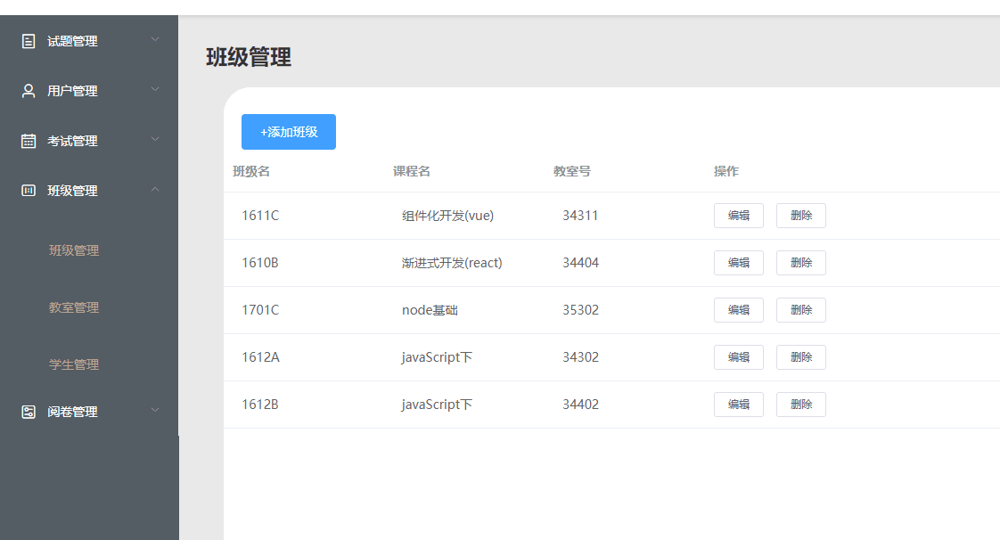 试题管理
用户管理
考试管理
班级管理
班级管理
教室管理
学生管理
阅卷管理
班级管理
+添加班级
班级名 课程名 教室号 操作
1611C 组件化开发(vue) 34311 编辑 删除
1610B 渐进式开发(react) 34404 编辑 删除
1701C node基础 35302 编辑 删除
1612A javaScript下 34302 编辑 删除
1612B javaScript下 34402 编辑 删除